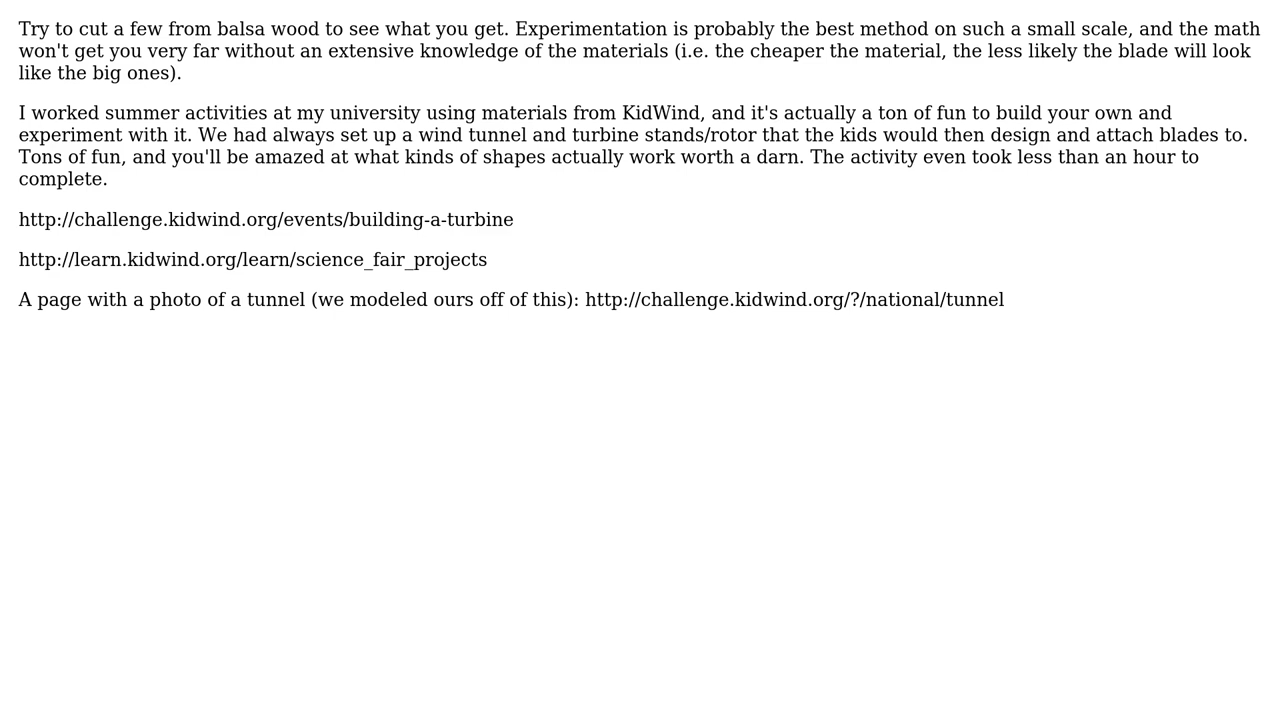 Try to cut a few from balsa wood to see what you get. Experimentation is probably the best method on such a small scale, and the math
won't get you very far without an extensive knowledge of the materials (i.e. the cheaper the material, the less likely the blade will look
like the big ones).
I worked summer activities at my university using materials from KidWind, and it's actually a ton of fun to build your own and
experiment with it. We had always set up a wind tunnel and turbine stands/rotor that the kids would then design and attach blades to.
Tons of fun, and you'll be amazed at what kinds of shapes actually work worth a darn. The activity even took less than an hour to
complete.
http://challenge.kidwind.org/events/building-a-turbine
http://learn.kidwind.org/learn/science_fair_projects
A page with a photo of a tunnel (we modeled ours off of this): http://challenge.kidwind.org/?/national/tunnel